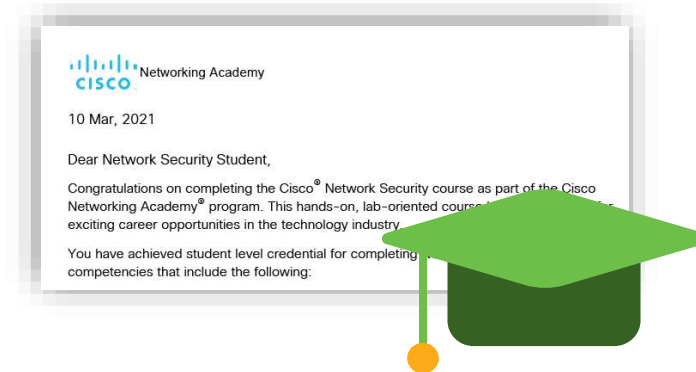 CISCO Networking Academy
10 Mar, 2021
Dear Network Security Student,
Congratulations on completing the Cisco® Network Security course as part of the Cisco
Networking Academy® program. This hands-on, lab-oriented course
exciting career opportunities in the technology industry
You have achieved student level credential for completing
competencies that include the following: